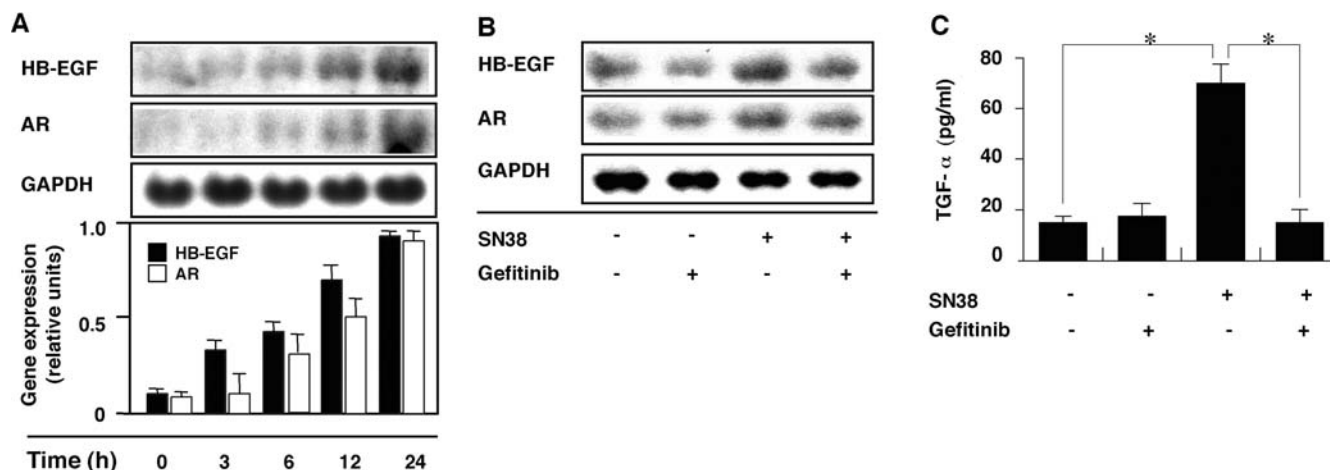 A
HB-EGF
AR
GAPDH
1.0
0.5
0
Gene expression
(relative units)
HB-EGF
AR
Time (h) 0 3 6 12 24
B
HB-EGF
AR
GAPDH
SN38 - - + +
Gefitinib - + - +
C
* *
80
60
40
20
0
TGF- α (pg/ml)
SN38 - - + +
Gefitinib - + - +